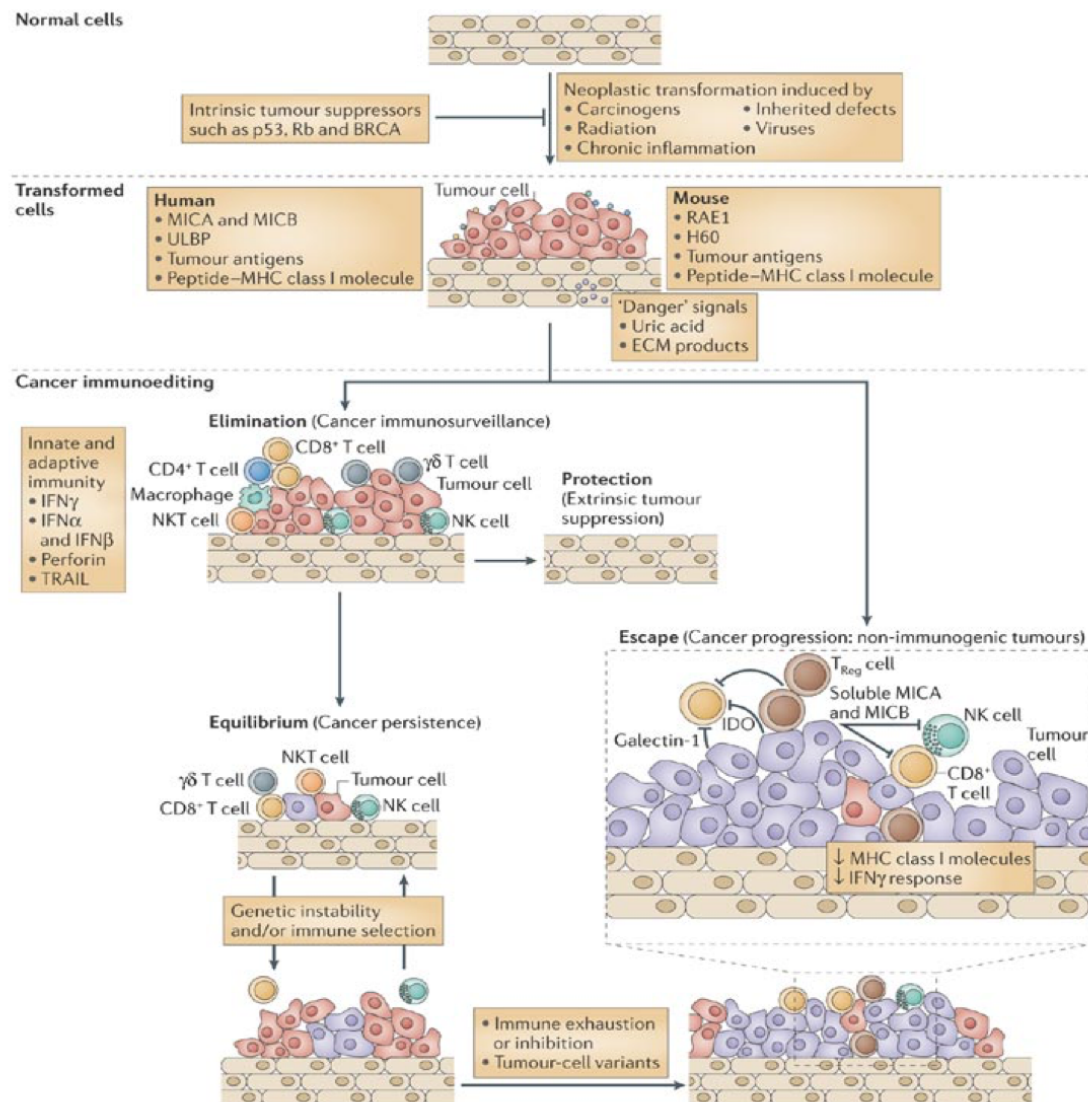 Normal cells
Intrinsic tumour suppressors
such as p53, Rb and BRCA
Neoplastic transformation induced by
• Carcinogens • Inherited defects
• Radiation • Viruses
• Chronic inflammation
Transformed
cells
Human
• MICA and MICB
• ULBP
• Tumour antigens
• Peptide–MHC class I molecule
Tumour cell
Mouse
• RAE1
• H60
• Tumour antigens
• Peptide–MHC class I molecule
'Danger' signals
• Uric acid
• ECM products
Cancer immunoediting
Elimination (Cancer immunosurveillance)
Innate and
adaptive
immunity
• IFNγ
• IFNα
and IFNβ
• Perforin
• TRAIL
CD8⁺ T cell
CD4⁺ T cell
Macrophage
NKT cell
γδ T cell
Tumour cell
NK cell
Protection
(Extrinsic tumour
suppression)
Escape (Cancer progression: non-immunogenic tumours)
T Reg cell
Soluble MICA
and MICB
NK cell
IDO
Galectin-1
Tumour
cell
CD8⁺
T cell
↓ MHC class I molecules
↓ IFNγ response
Equilibrium (Cancer persistence)
NKT cell
γδ T cell
Tumour cell
CD8⁺ T cell
NK cell
Genetic instability
and/or immune selection
• Immune exhaustion
or inhibition
• Tumour-cell variants